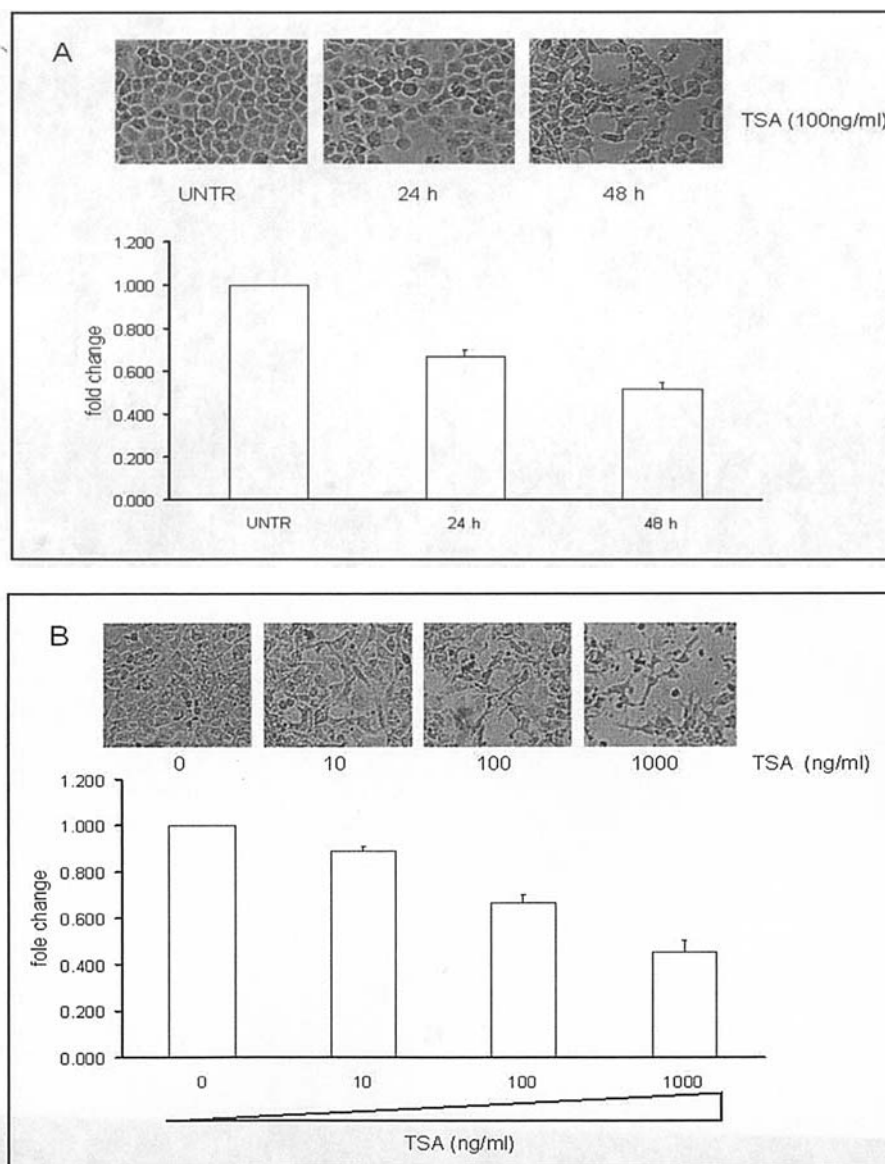 A
TSA (100ng/ml)
UNTR 24 h 48 h
1.200
1.000
0.800
0.600
0.400
0.200
0.000
fold change
UNTR 24 h 48 h
B
0 10 100 1000 TSA (ng/ml)
1.200
1.000
0.800
0.600
0.400
0.200
0.000
fole change
0 10 100 1000
TSA (ng/ml)